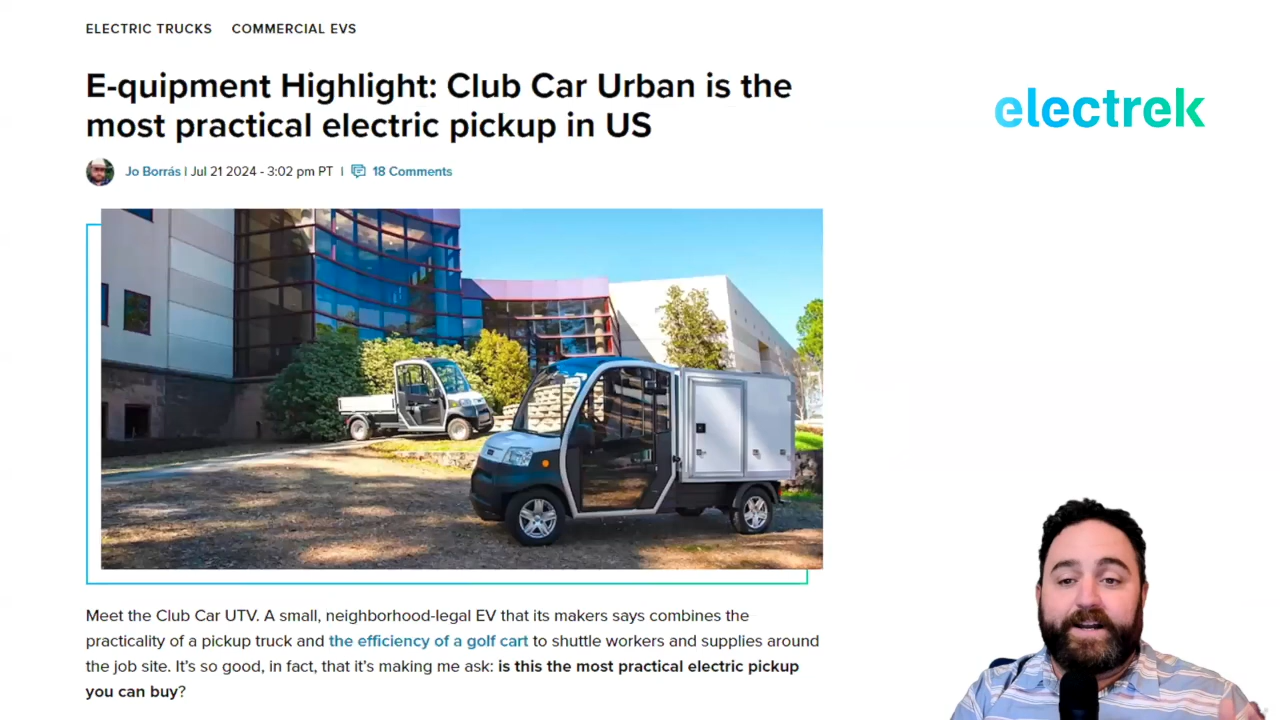 ELECTRIC TRUCKS COMMERCIAL EVS
E-quipment Highlight: Club Car Urban is the
most practical electric pickup in US
electrek
Jo Borrás | Jul 21 2024 - 3:02 pm PT | 18 Comments
Meet the Club Car UTV. A small, neighborhood-legal EV that its makers says combines the
practicality of a pickup truck and the efficiency of a golf cart to shuttle workers and supplies around
the job site. It's so good, in fact, that it's making me ask: is this the most practical electric pickup
you can buy?